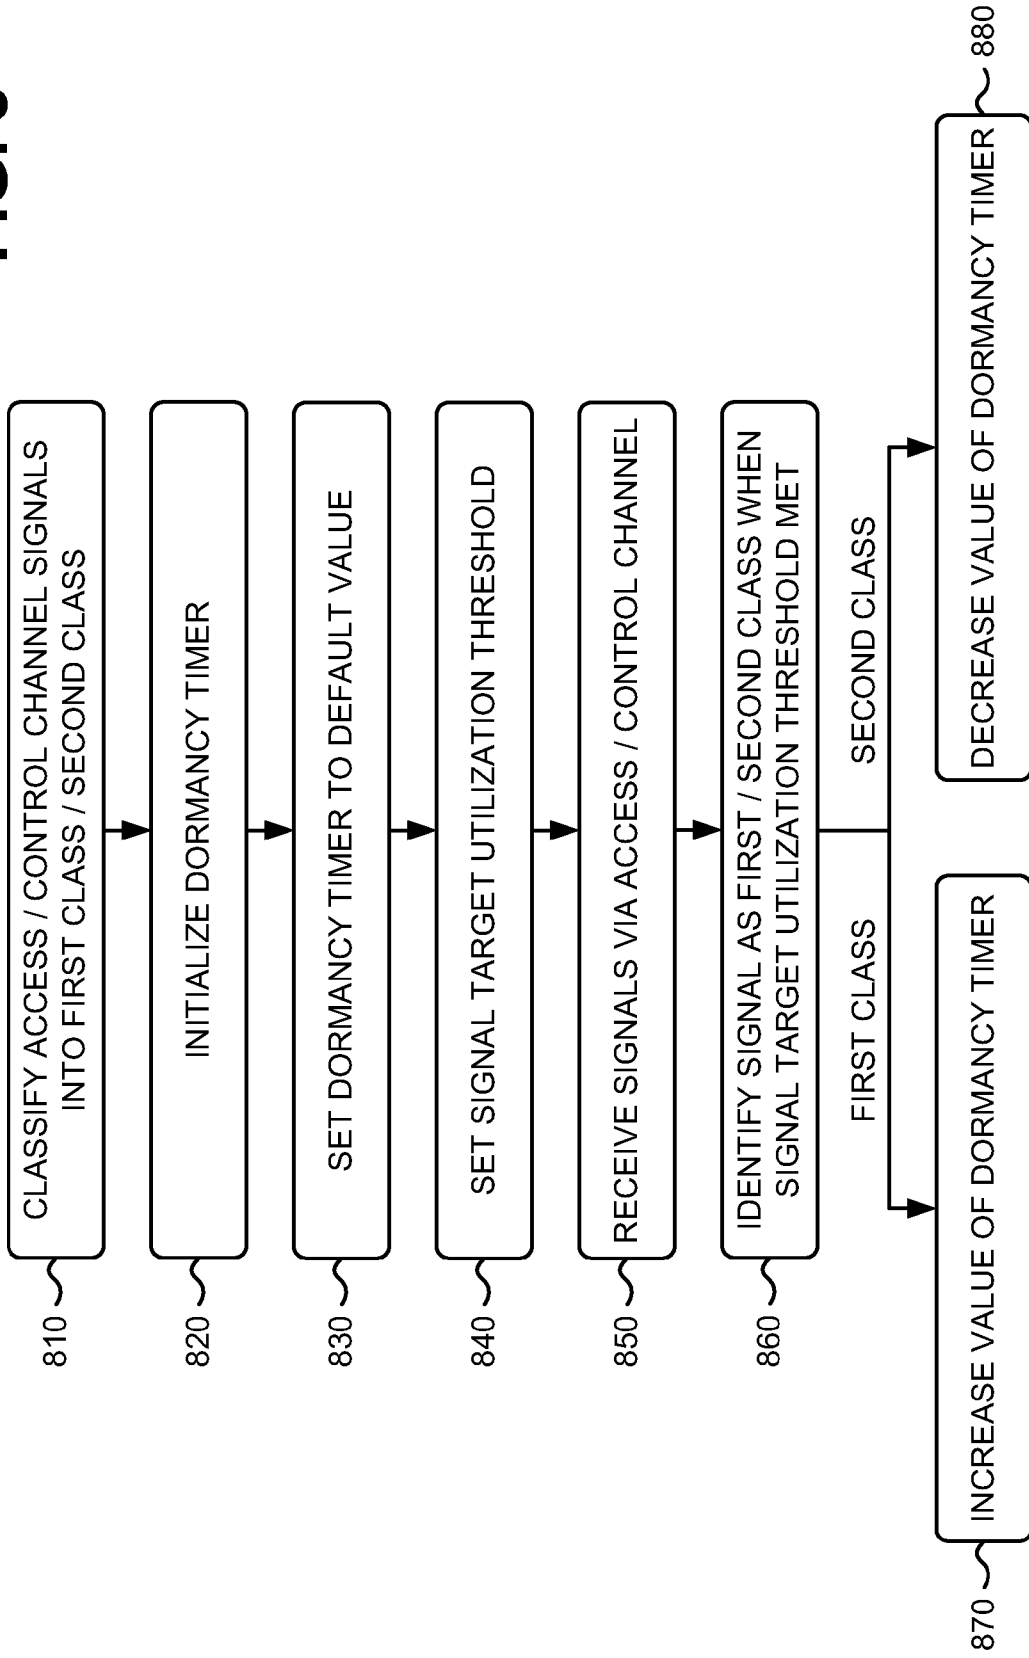 810
CLASSIFY ACCESS / CONTROL CHANNEL SIGNALS
INTO FIRST CLASS / SECOND CLASS
820
INITIALIZE DORMANCY TIMER
830
SET DORMANCY TIMER TO DEFAULT VALUE
840
SET SIGNAL TARGET UTILIZATION THRESHOLD
850
RECEIVE SIGNALS VIA ACCESS / CONTROL CHANNEL
860
IDENTIFY SIGNAL AS FIRST / SECOND CLASS WHEN
SIGNAL TARGET UTILIZATION THRESHOLD MET
FIRST CLASS
SECOND CLASS
870
INCREASE VALUE OF DORMANCY TIMER
DECREASE VALUE OF DORMANCY TIMER
880